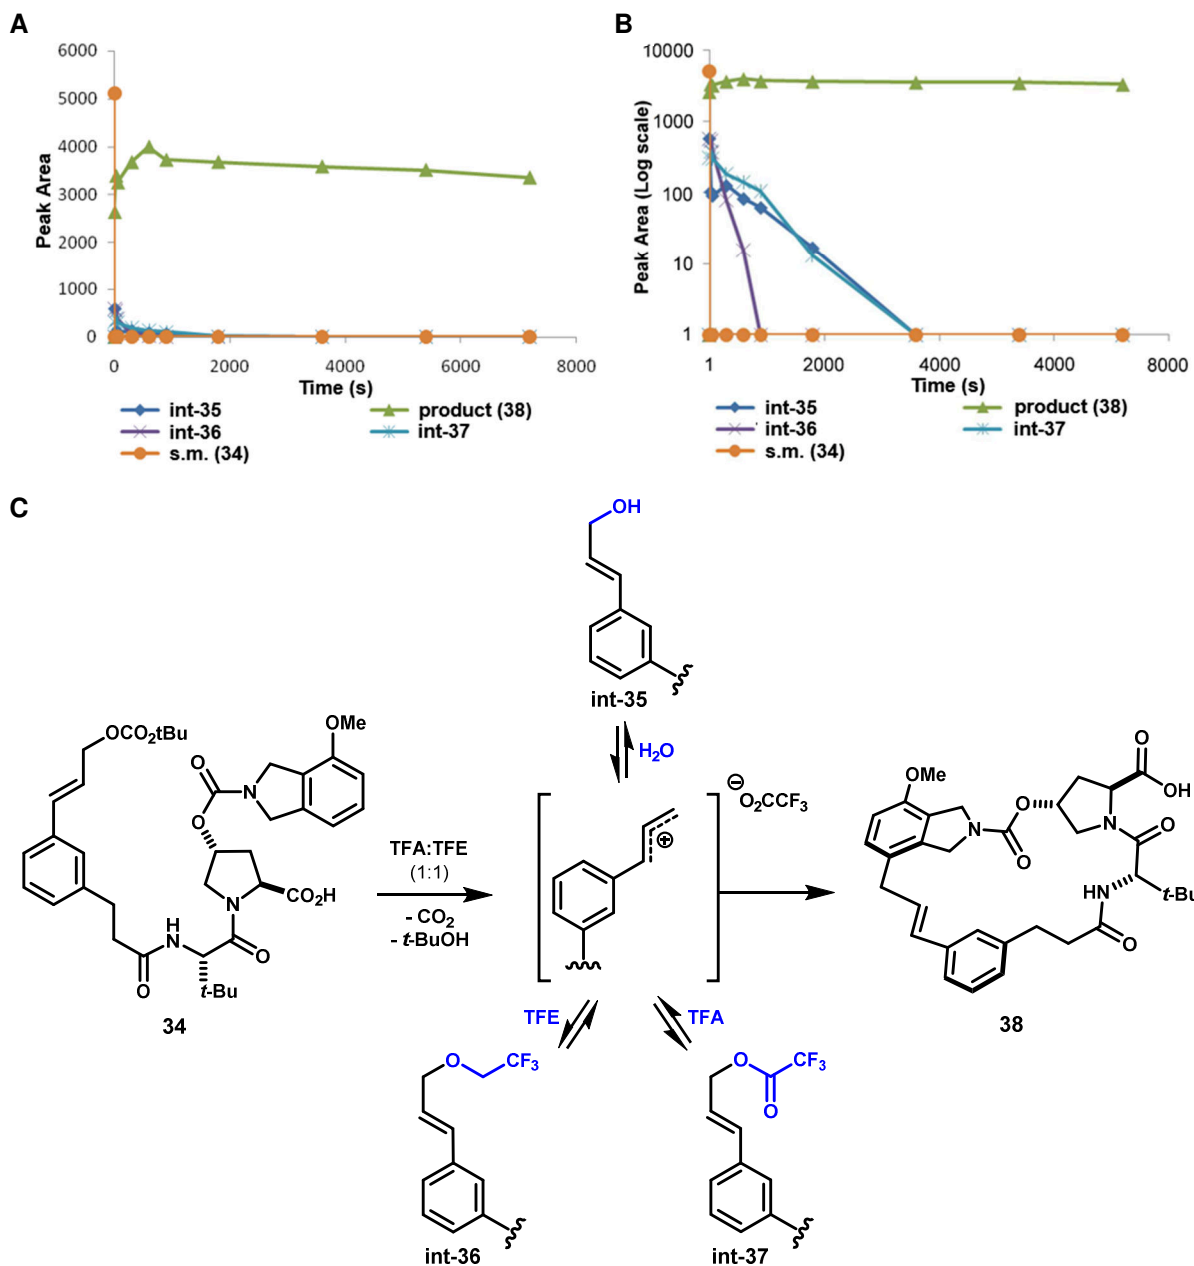 A
6000
5000
4000
3000
2000
1000
0
Peak Area
0 2000 4000 6000 8000
Time (s)
int-35
product (38)
int-36
int-37
s.m. (34)
B
10000
1000
100
10
1
Peak Area (Log scale)
1 2000 4000 4000 8000
Time (s)
int-35
product (38)
int-36
int-37
s.m. (34)
C
OH
int-35
H2O
OCO2tBu
OMe
O
N
O
N
CO2H
H
N
O
O
t-Bu
34
TFA:TFE
(1:1)
- CO2
- t-BuOH
⊕
⊖
O2CCF3
TFE
TFA
O
CF3
int-36
O
CF3
O
int-37
O
OH
OMe
O
N
N
O
O
HN
t-Bu
O
38